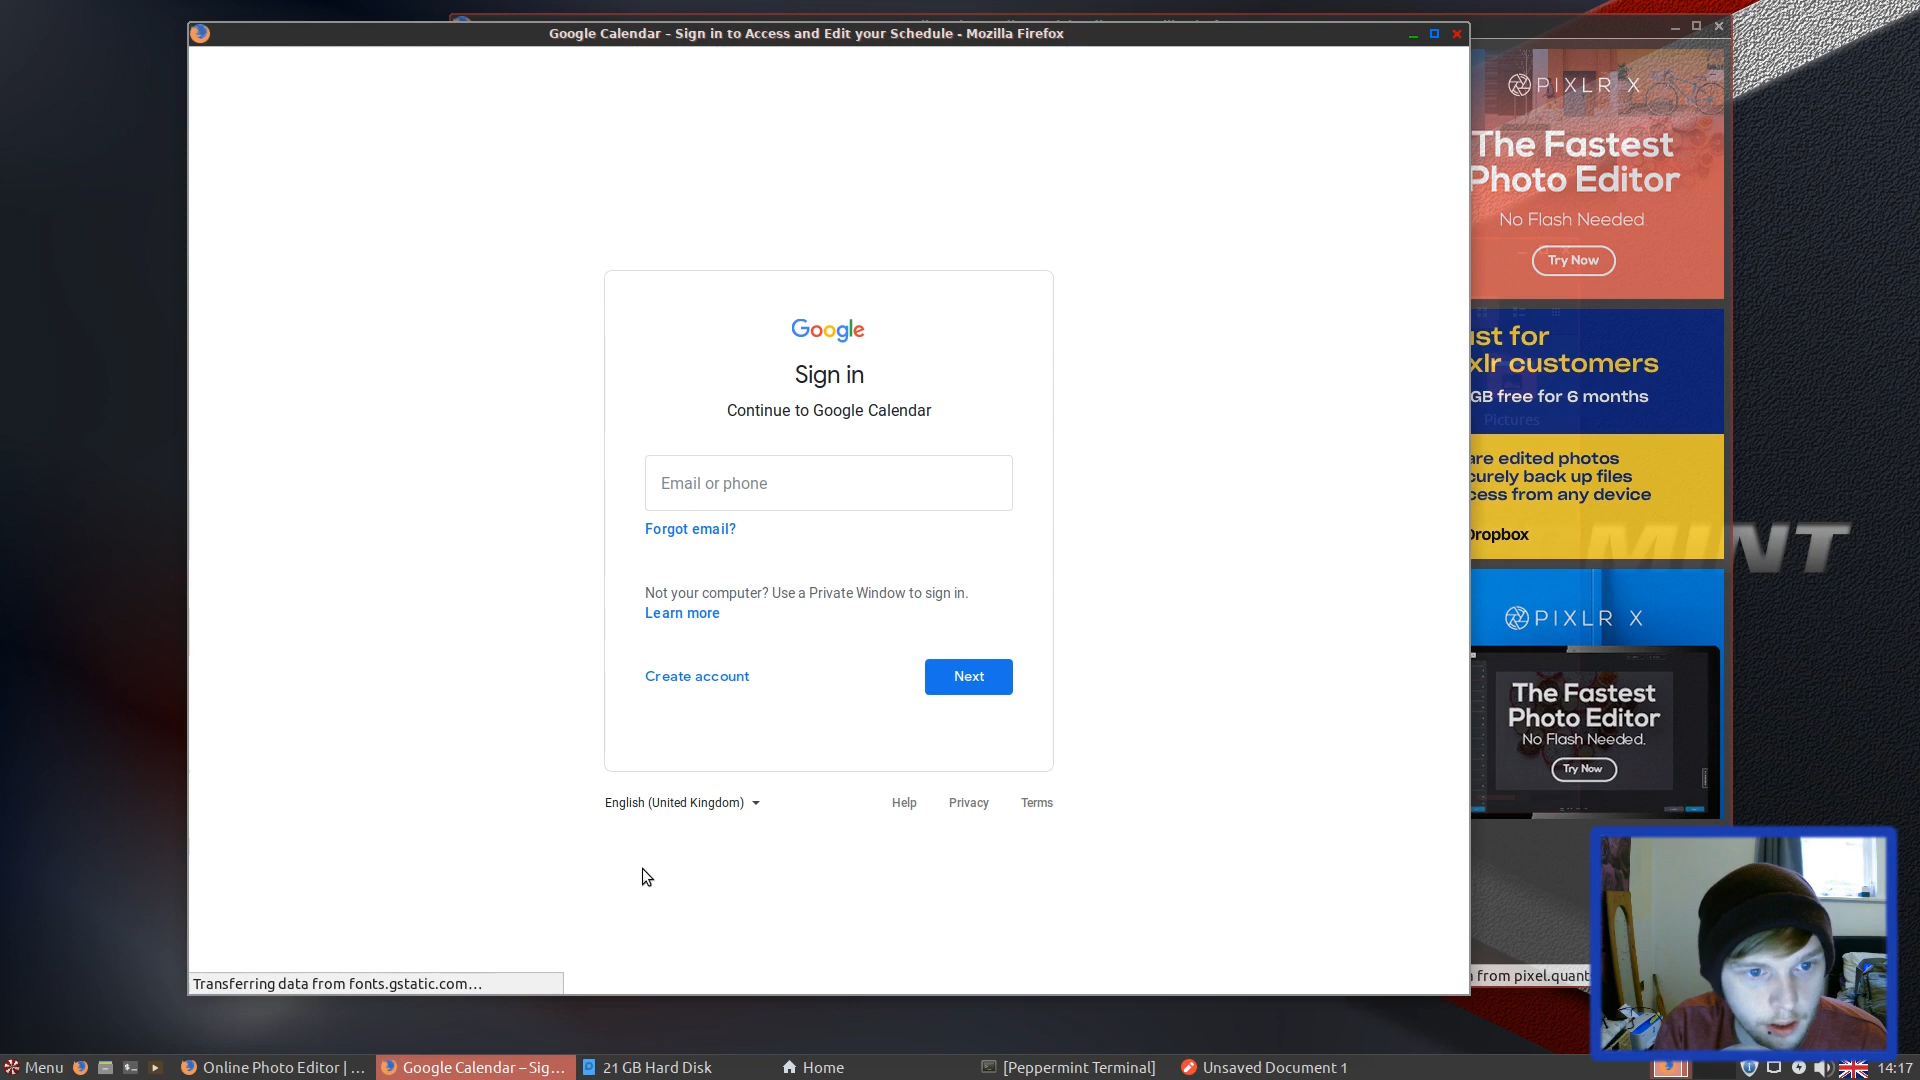 Google Calendar – Sign in to Access and Edit your Schedule - Mozilla Firefox
Google
Sign in
Continue to Google Calendar
Email or phone
Forgot email?
Not your computer? Use a Private Window to sign in.
Learn more
Create account
Next
English (United Kingdom)
Help
Privacy
Terms
Transferring data from fonts.gstatic.com…
PIXLR X
The Fastest
Photo Editor
No Flash Needed
Try Now
ust for
xlr customers
GB free for 6 months
Pictures
are edited photos
curely back up files
cess from any device
Dropbox
MINT
PIXLR X
The Fastest
Photo Editor
No Flash Needed.
Try Now
from pixel.quant
Menu
Online Photo Editor | ...
Google Calendar – Sig...
21 GB Hard Disk
Home
[Peppermint Terminal]
Unsaved Document 1
14:17